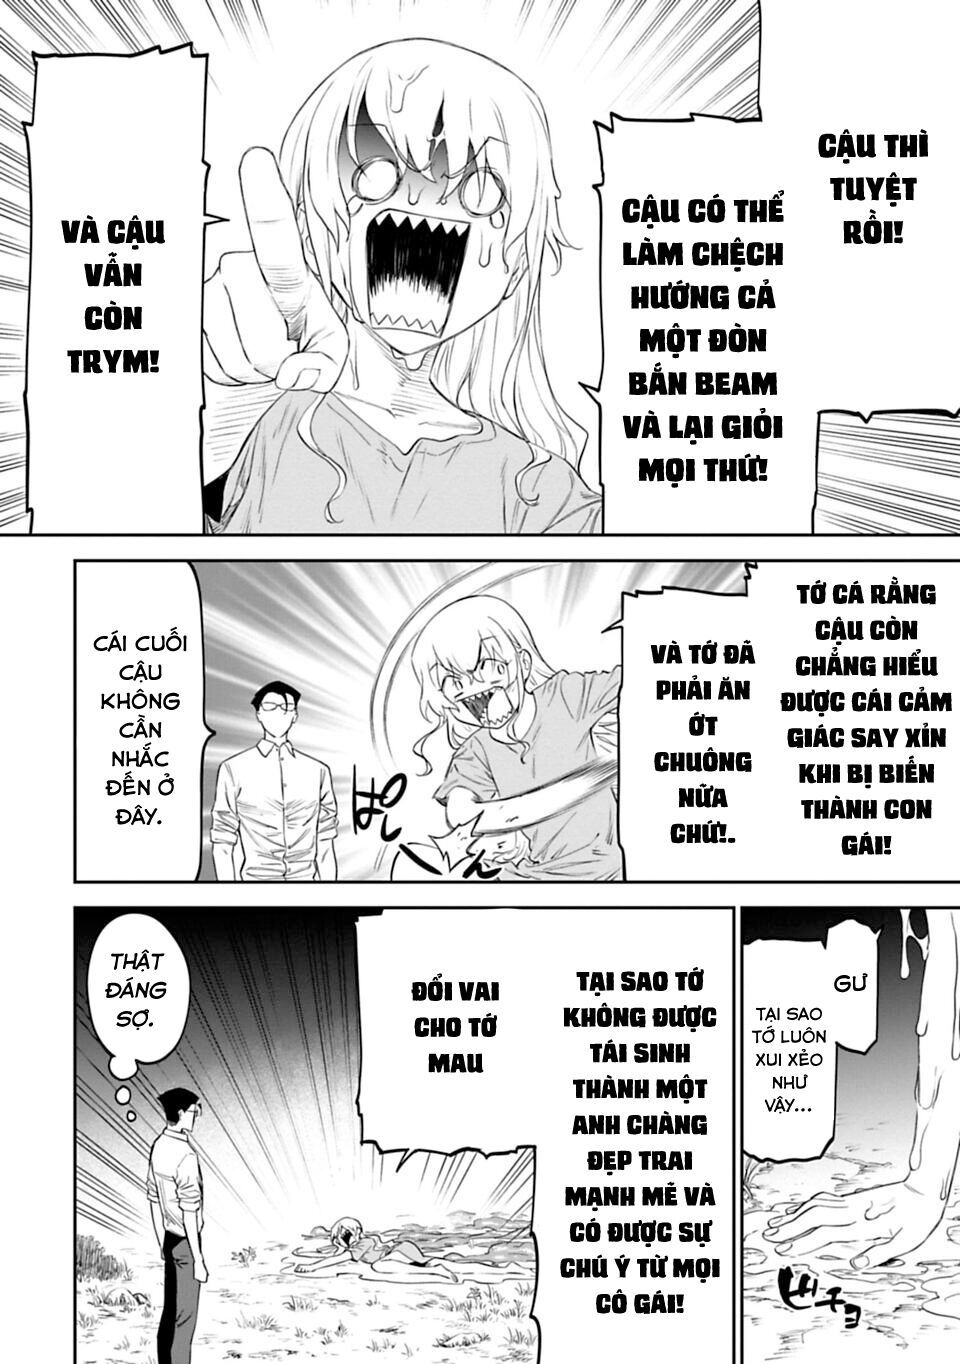 CẬU THÌ
TUYỆT
RỒI!
CẬU CÓ THỂ
LÀM CHỆCH
HƯỚNG CẢ
MỘT ĐÒN
BẮN BEAM
VÀ LẠI GIỎI
MỌI THỨ!
VÀ CẬU
VẪN
CÒN
TRYM!
TỚ CÁ RẰNG
CẬU CÒN
CHẲNG HIỂU
ĐƯỢC CÁI CẢM
GIÁC SAY XỈN
KHI BỊ BIẾN
THÀNH CON
GÁI!
VÀ TỚ ĐÃ
PHẢI ĂN
ỚT
CHUÔNG
NỮA
CHỨ!.
CÁI CUỐI
CẬU
KHÔNG
CẦN
NHẮC
ĐẾN Ở
ĐÂY.
GƯ
TẠI SAO
TỚ LUÔN
XUI XẺO
NHƯ
VẬY...
TẠI SAO TỚ
KHÔNG ĐƯỢC
TÁI SINH
THÀNH MỘT
ANH CHÀNG
ĐẸP TRAI
MẠNH MẼ VÀ
CÓ ĐƯỢC SỰ
CHÚ Ý TỪ MỌI
CÔ GÁI!
ĐỔI VAI
CHO TỚ
MAU
THẬT
ĐÁNG
SỢ.